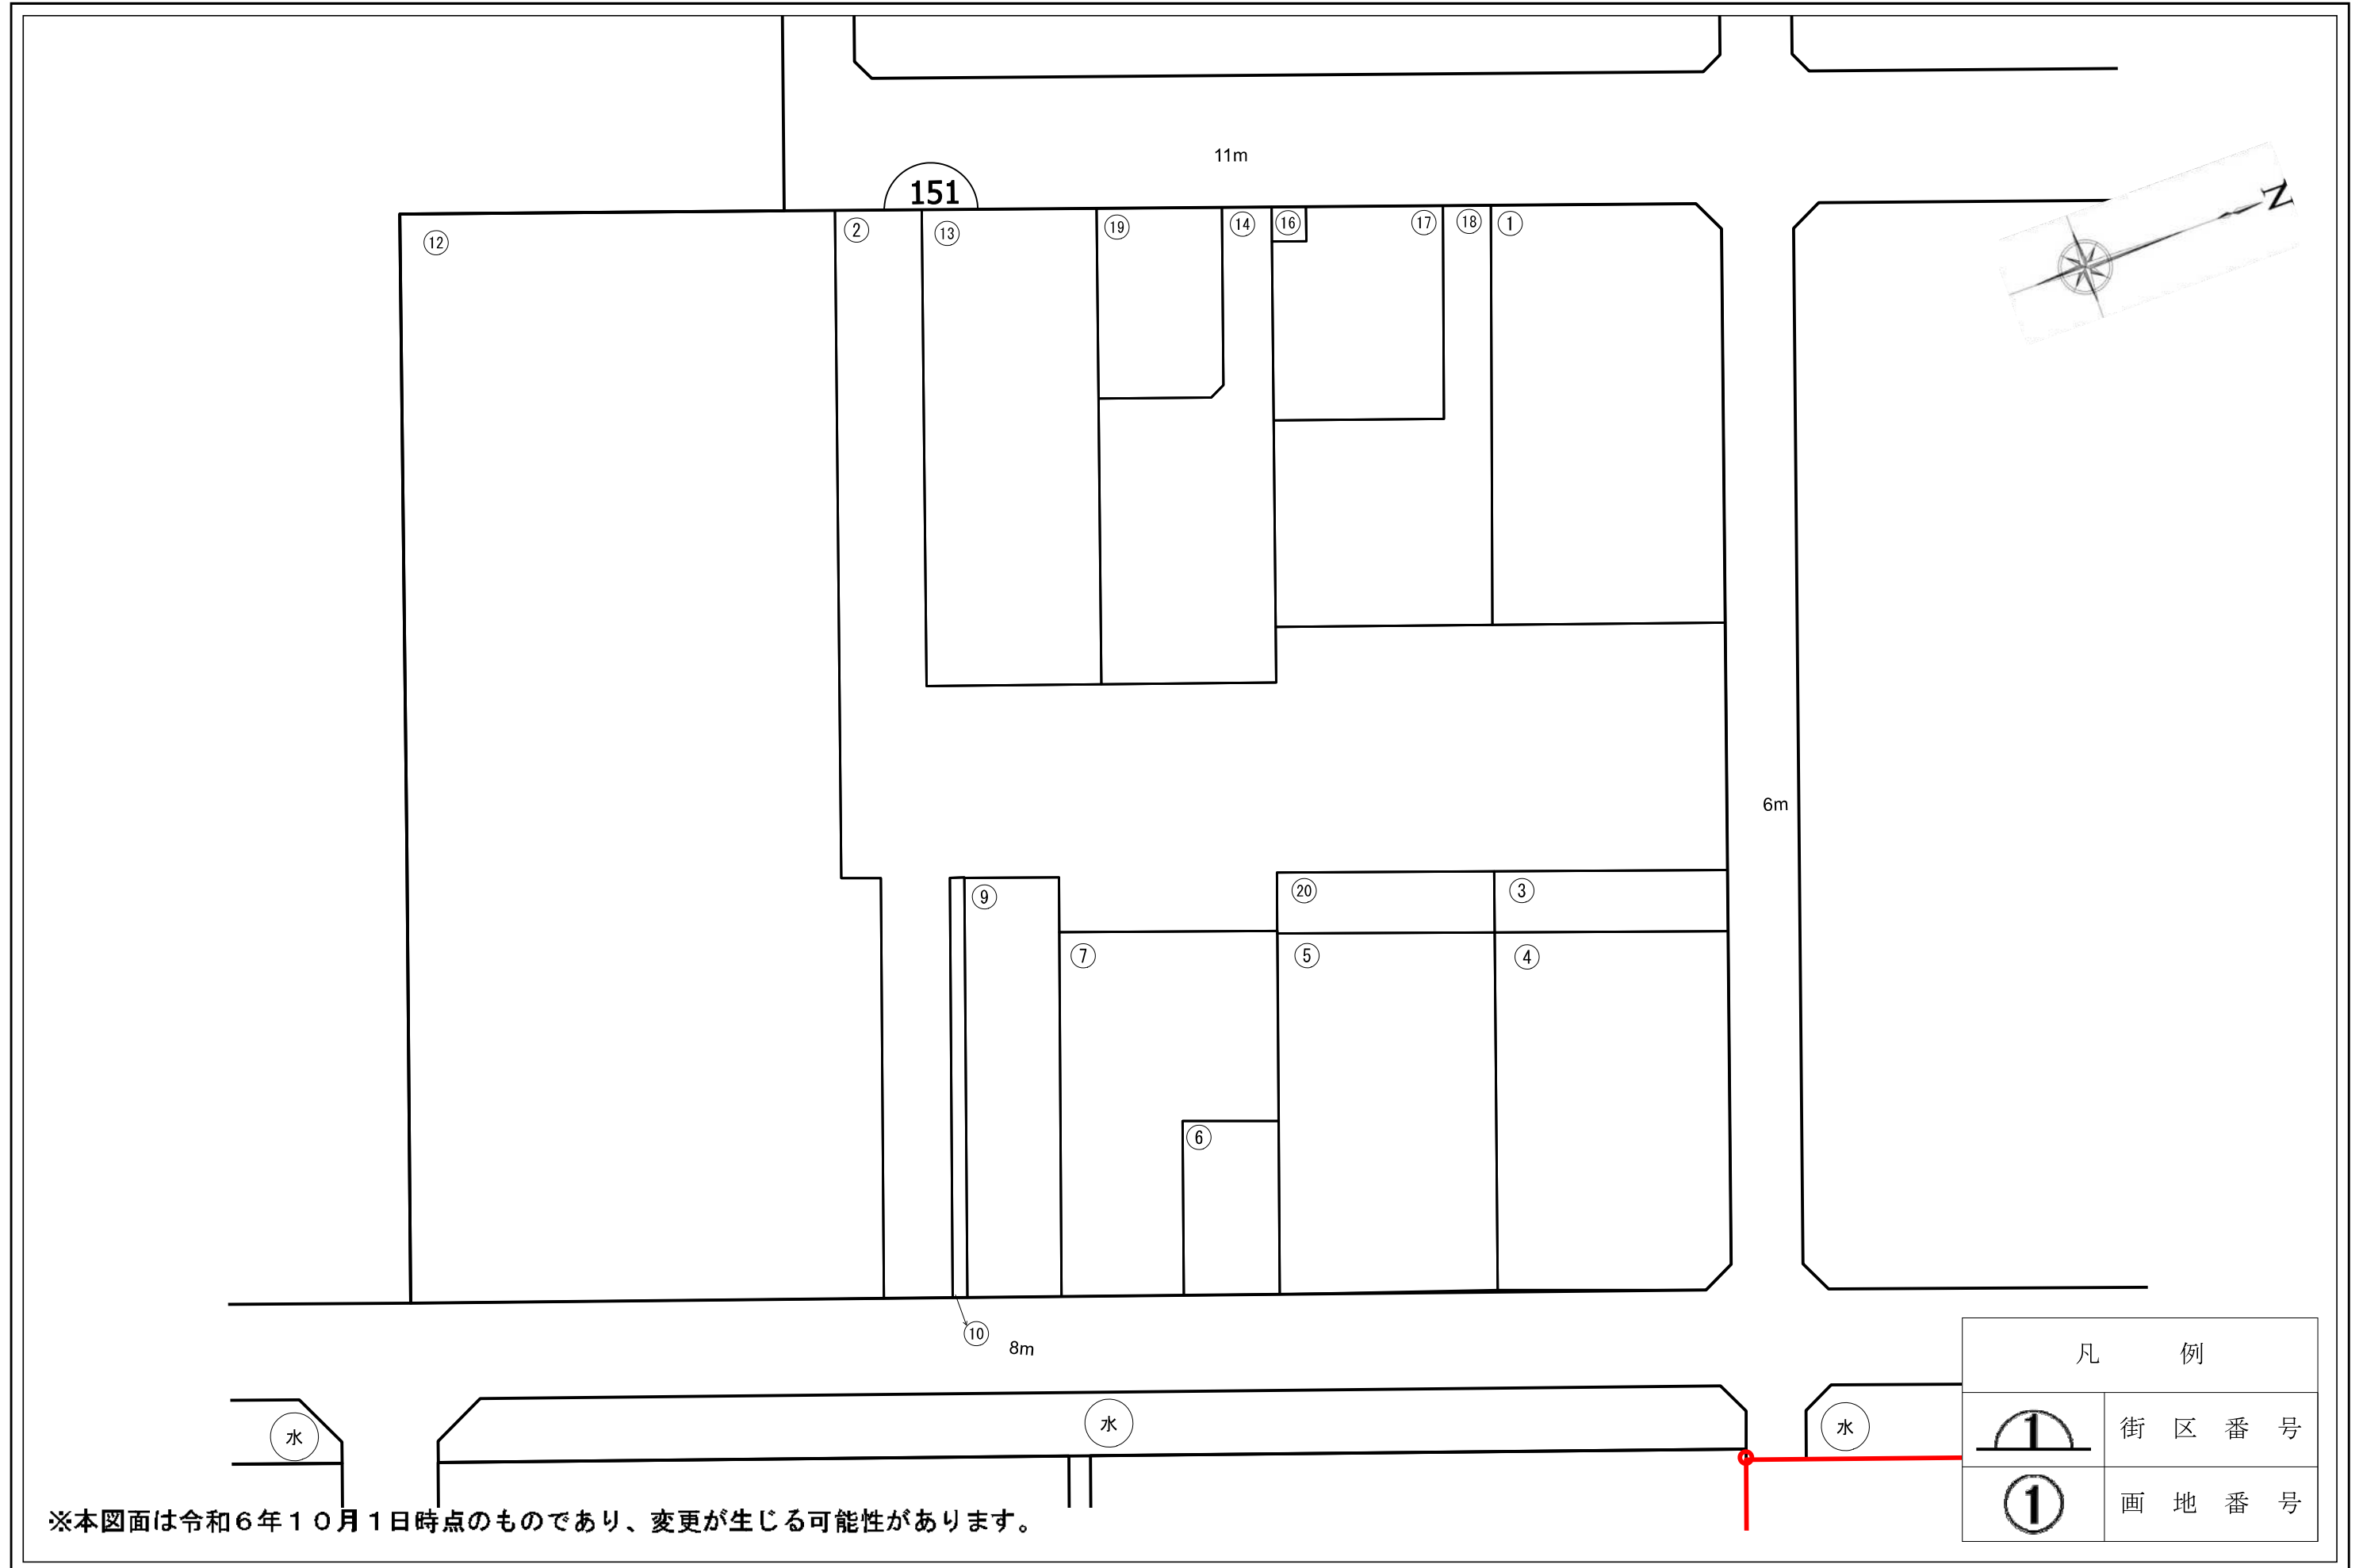 11m
N
151
⑫
②
⑬
⑲
⑭
⑯
⑰
⑱
①
6m
⑨
⑳
③
⑦
⑤
④
⑥
⑩
8m
水
水
水
凡 例
1 街区番号
① 画地番号
※本図面は令和6年10月1日時点のものであり、変更が生じる可能性があります。